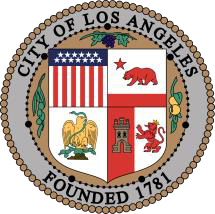 CITY OF LOS ANGELES
FOUNDED 1781